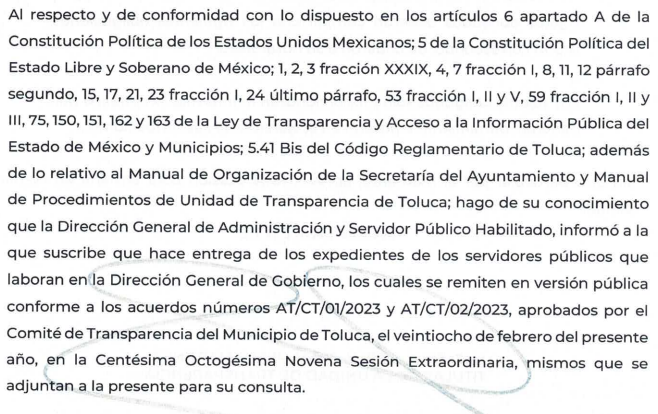 Al respecto y de conformidad con lo dispuesto en los artículos 6 apartado A de la
Constitución Política de los Estados Unidos Mexicanos; 5 de la Constitución Política del
Estado Libre y Soberano de México; 1, 2, 3 fracción XXXIX, 4, 7 fracción I, 8, 11, 12 párrafo
segundo, 15, 17, 21, 23 fracción I, 24 último párrafo, 53 fracción I, II y V, 59 fracción I, II y
III, 75, 150, 151, 162 y 163 de la Ley de Transparencia y Acceso a la Información Pública del
Estado de México y Municipios; 5.41 Bis del Código Reglamentario de Toluca; además
de lo relativo al Manual de Organización de la Secretaría del Ayuntamiento y Manual
de Procedimientos de Unidad de Transparencia de Toluca; hago de su conocimiento
que la Dirección General de Administración y Servidor Público Habilitado, informó a la
que suscribe que hace entrega de los expedientes de los servidores públicos que
laboran en la Dirección General de Gobierno, los cuales se remiten en versión pública
conforme a los acuerdos números AT/CT/01/2023 y AT/CT/02/2023, aprobados por el
Comité de Transparencia del Municipio de Toluca, el veintiocho de febrero del presente
año, en la Centésima Octogésima Novena Sesión Extraordinaria, mismos que se
adjuntan a la presente para su consulta.